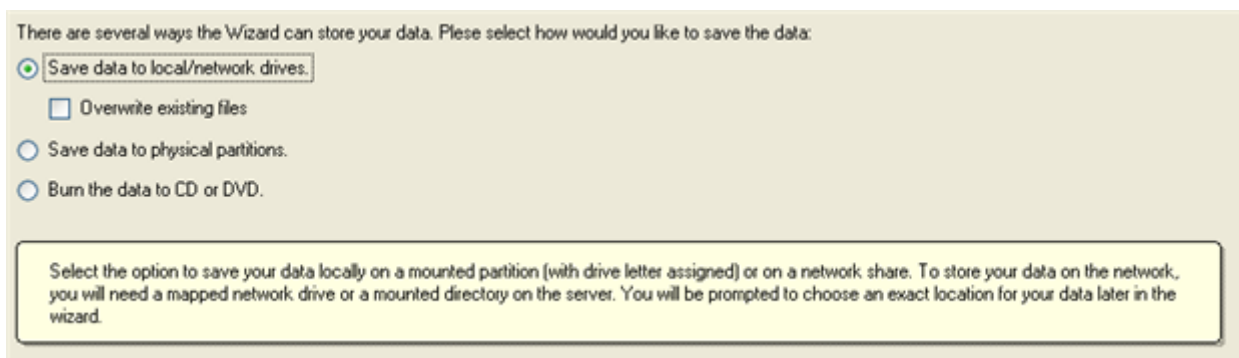 There are several ways the Wizard can store your data. Plese select how would you like to save the data:
Save data to local/network drives.
Overwrite existing files
Save data to physical partitions.
Burn the data to CD or DVD.
Select the option to save your data locally on a mounted partition (with drive letter assigned) or on a network share. To store your data on the network,
you will need a mapped network drive or a mounted directory on the server. You will be prompted to choose an exact location for your data later in the
wizard.